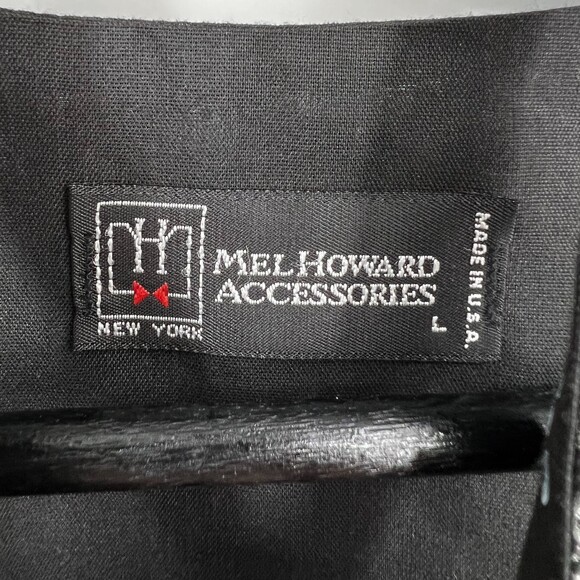 H
NEW YORK
MEL HOWARD
ACCESSORIES
L
MADE IN U.S.A.